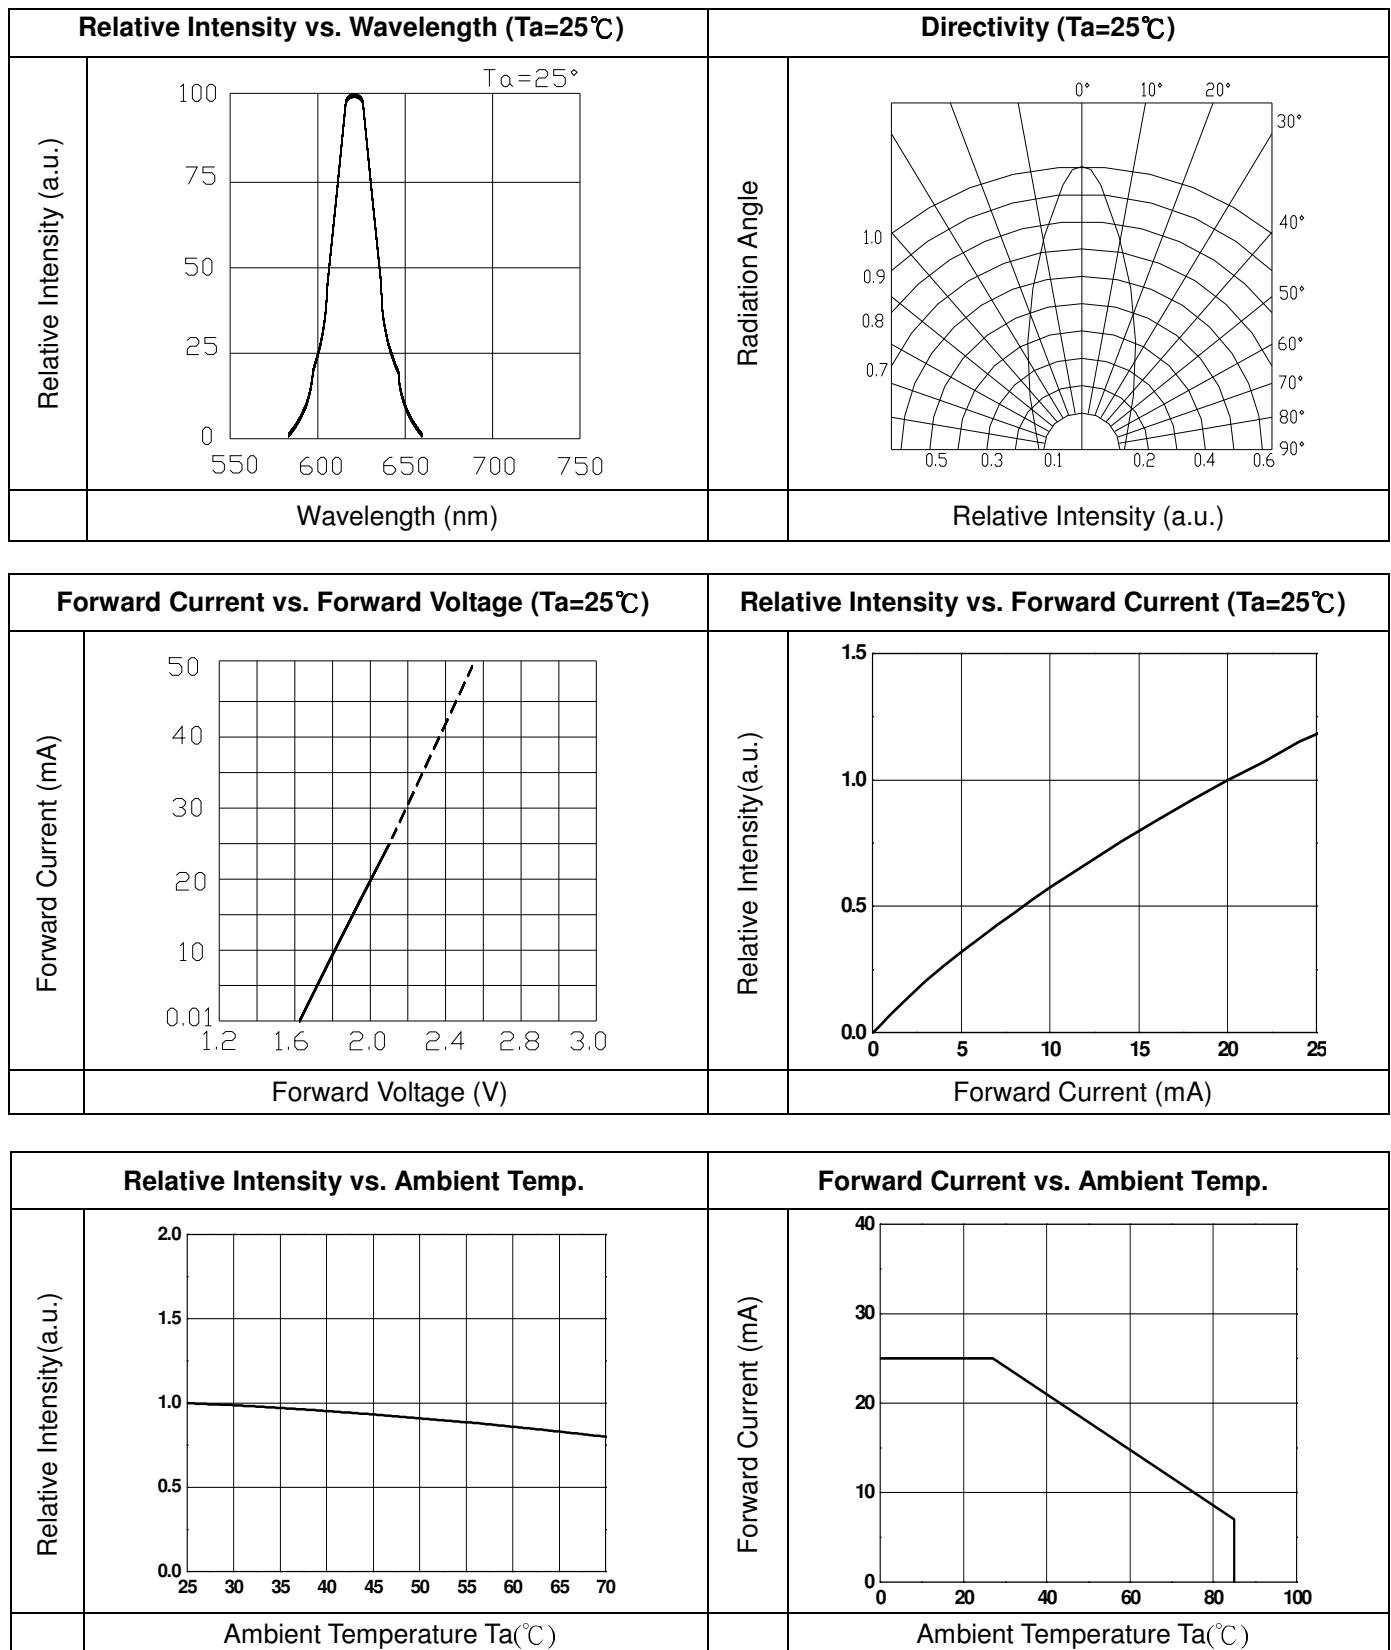 Relative Intensity vs. Wavelength (Ta=25℃)
Directivity (Ta=25℃)
Relative Intensity (a.u.)
Ta=25°
100
75
50
25
0
550 600 650 700 750
Wavelength (nm)
Radiation Angle
0° 10° 20°
30°
40°
50°
60°
70°
80°
90°
1.0
0.9
0.8
0.7
0.5 0.3 0.1 0.2 0.4 0.6
Relative Intensity (a.u.)
Forward Current vs. Forward Voltage (Ta=25℃)
Relative Intensity vs. Forward Current (Ta=25℃)
Forward Current (mA)
50
40
30
20
10
0.01
1.2 1.6 2.0 2.4 2.8 3.0
Forward Voltage (V)
Relative Intensity(a.u.)
1.5
1.0
0.5
0.0
0 5 10 15 20 25
Forward Current (mA)
Relative Intensity vs. Ambient Temp.
Forward Current vs. Ambient Temp.
Relative Intensity(a.u.)
2.0
1.5
1.0
0.5
0.0
25 30 35 40 45 50 55 60 65 70
Ambient Temperature Ta(℃)
Forward Current (mA)
40
30
20
10
0
0 20 40 60 80 100
Ambient Temperature Ta(℃)